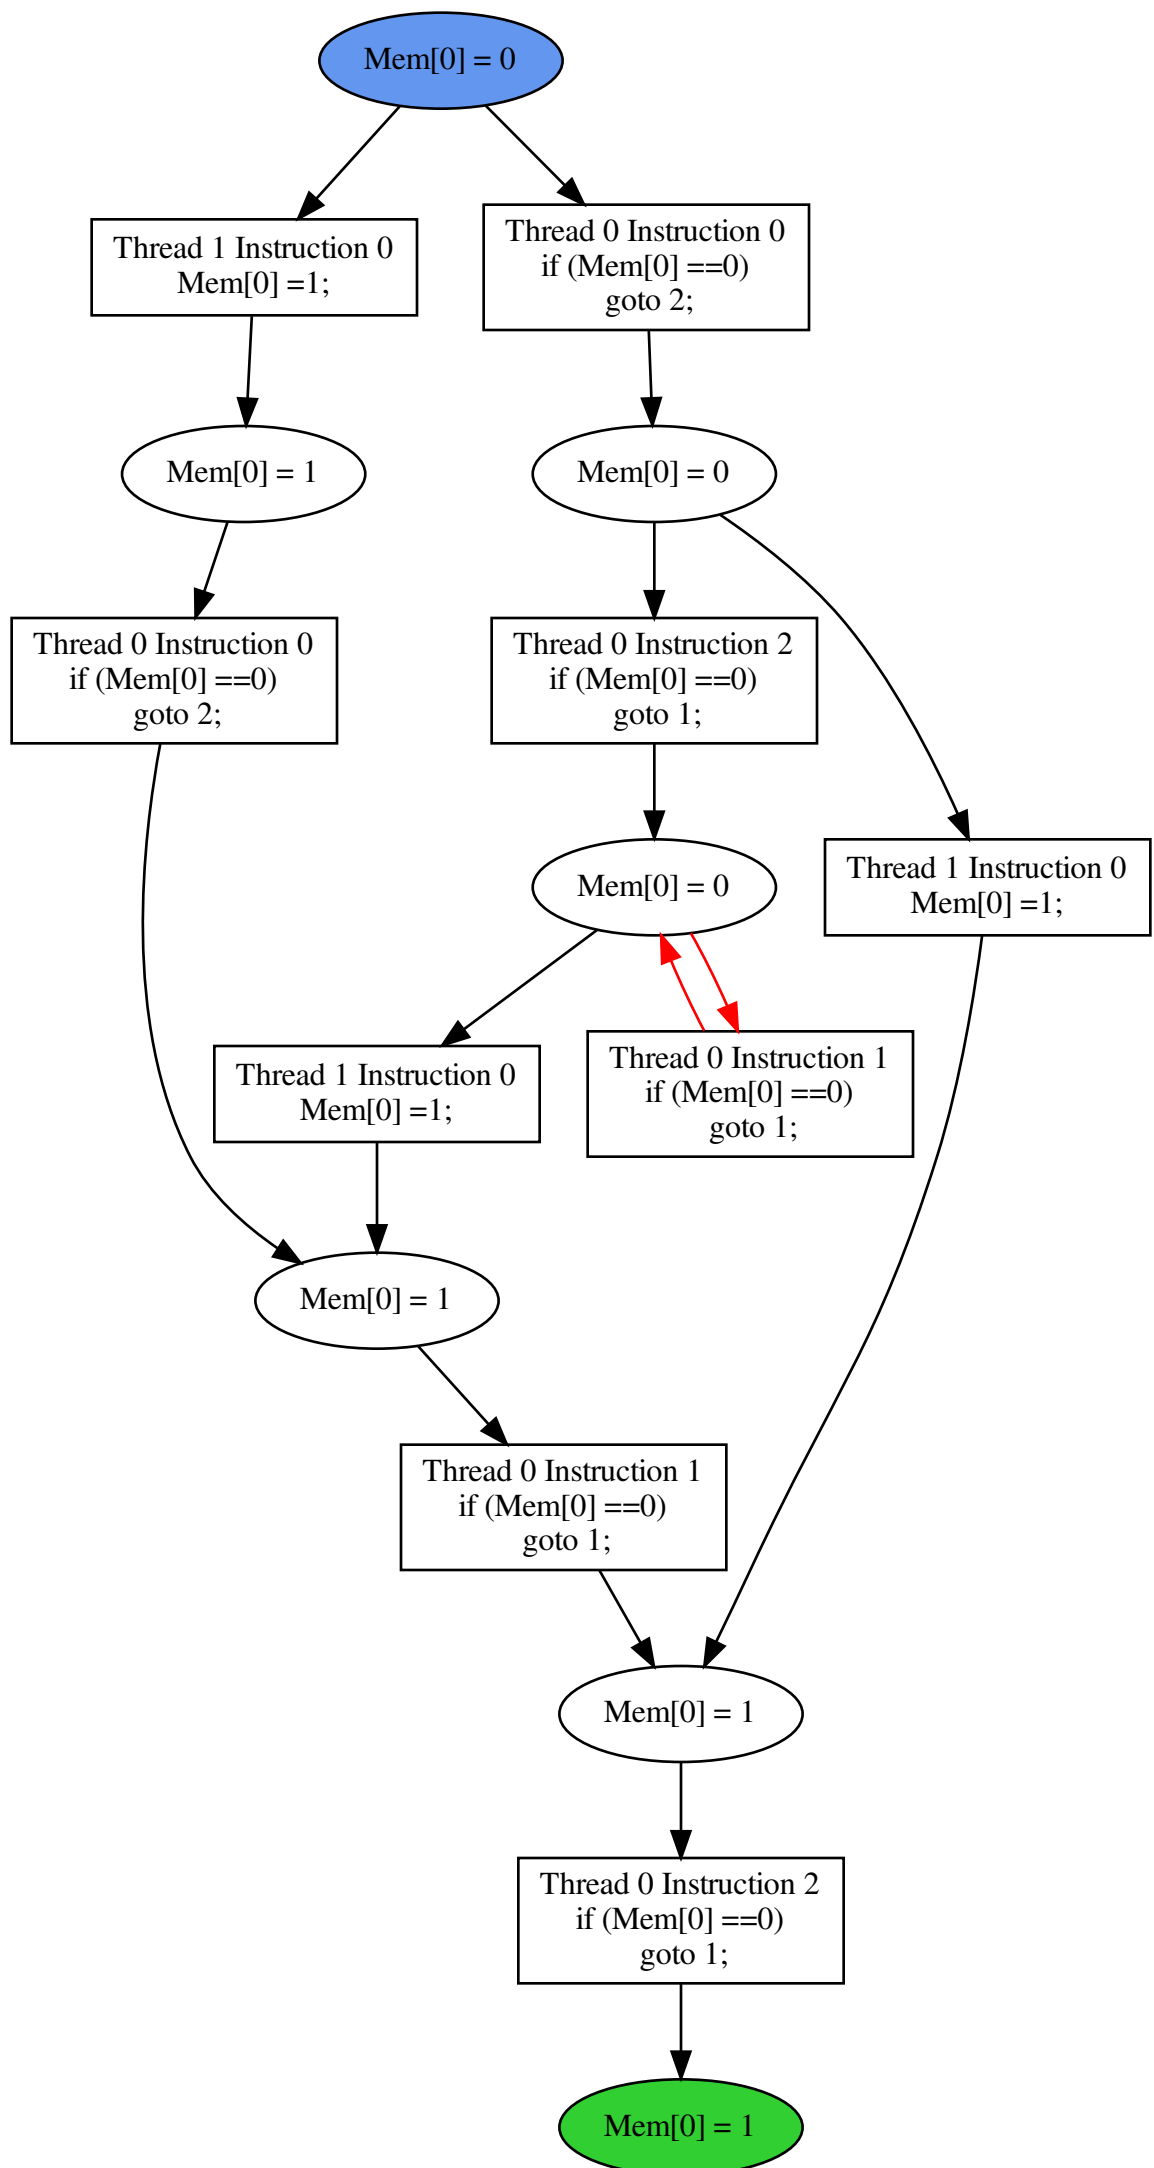 Mem[0] = 0
Thread 1 Instruction 0
Mem[0] =1;
Thread 0 Instruction 0
if (Mem[0] ==0)
goto 2;
Mem[0] = 1
Mem[0] = 0
Thread 0 Instruction 0
if (Mem[0] ==0)
goto 2;
Thread 0 Instruction 2
if (Mem[0] ==0)
goto 1;
Mem[0] = 0
Thread 1 Instruction 0
Mem[0] =1;
Thread 1 Instruction 0
Mem[0] =1;
Thread 0 Instruction 1
if (Mem[0] ==0)
goto 1;
Mem[0] = 1
Thread 0 Instruction 1
if (Mem[0] ==0)
goto 1;
Mem[0] = 1
Thread 0 Instruction 2
if (Mem[0] ==0)
goto 1;
Mem[0] = 1